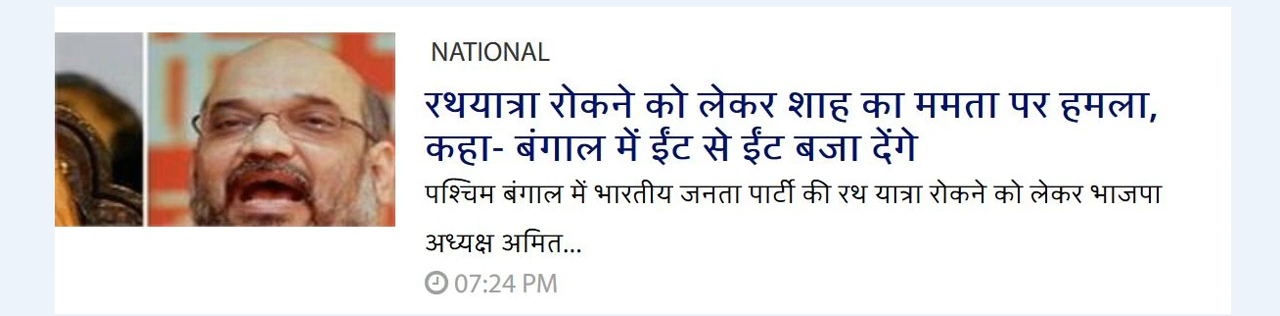 NATIONAL
रथयात्रा रोकने को लेकर शाह का ममता पर हमला,
कहा- बंगाल में ईंट से ईंट बजा देंगे
पश्चिम बंगाल में भारतीय जनता पार्टी की रथ यात्रा रोकने को लेकर भाजपा
अध्यक्ष अमित...
07:24 PM